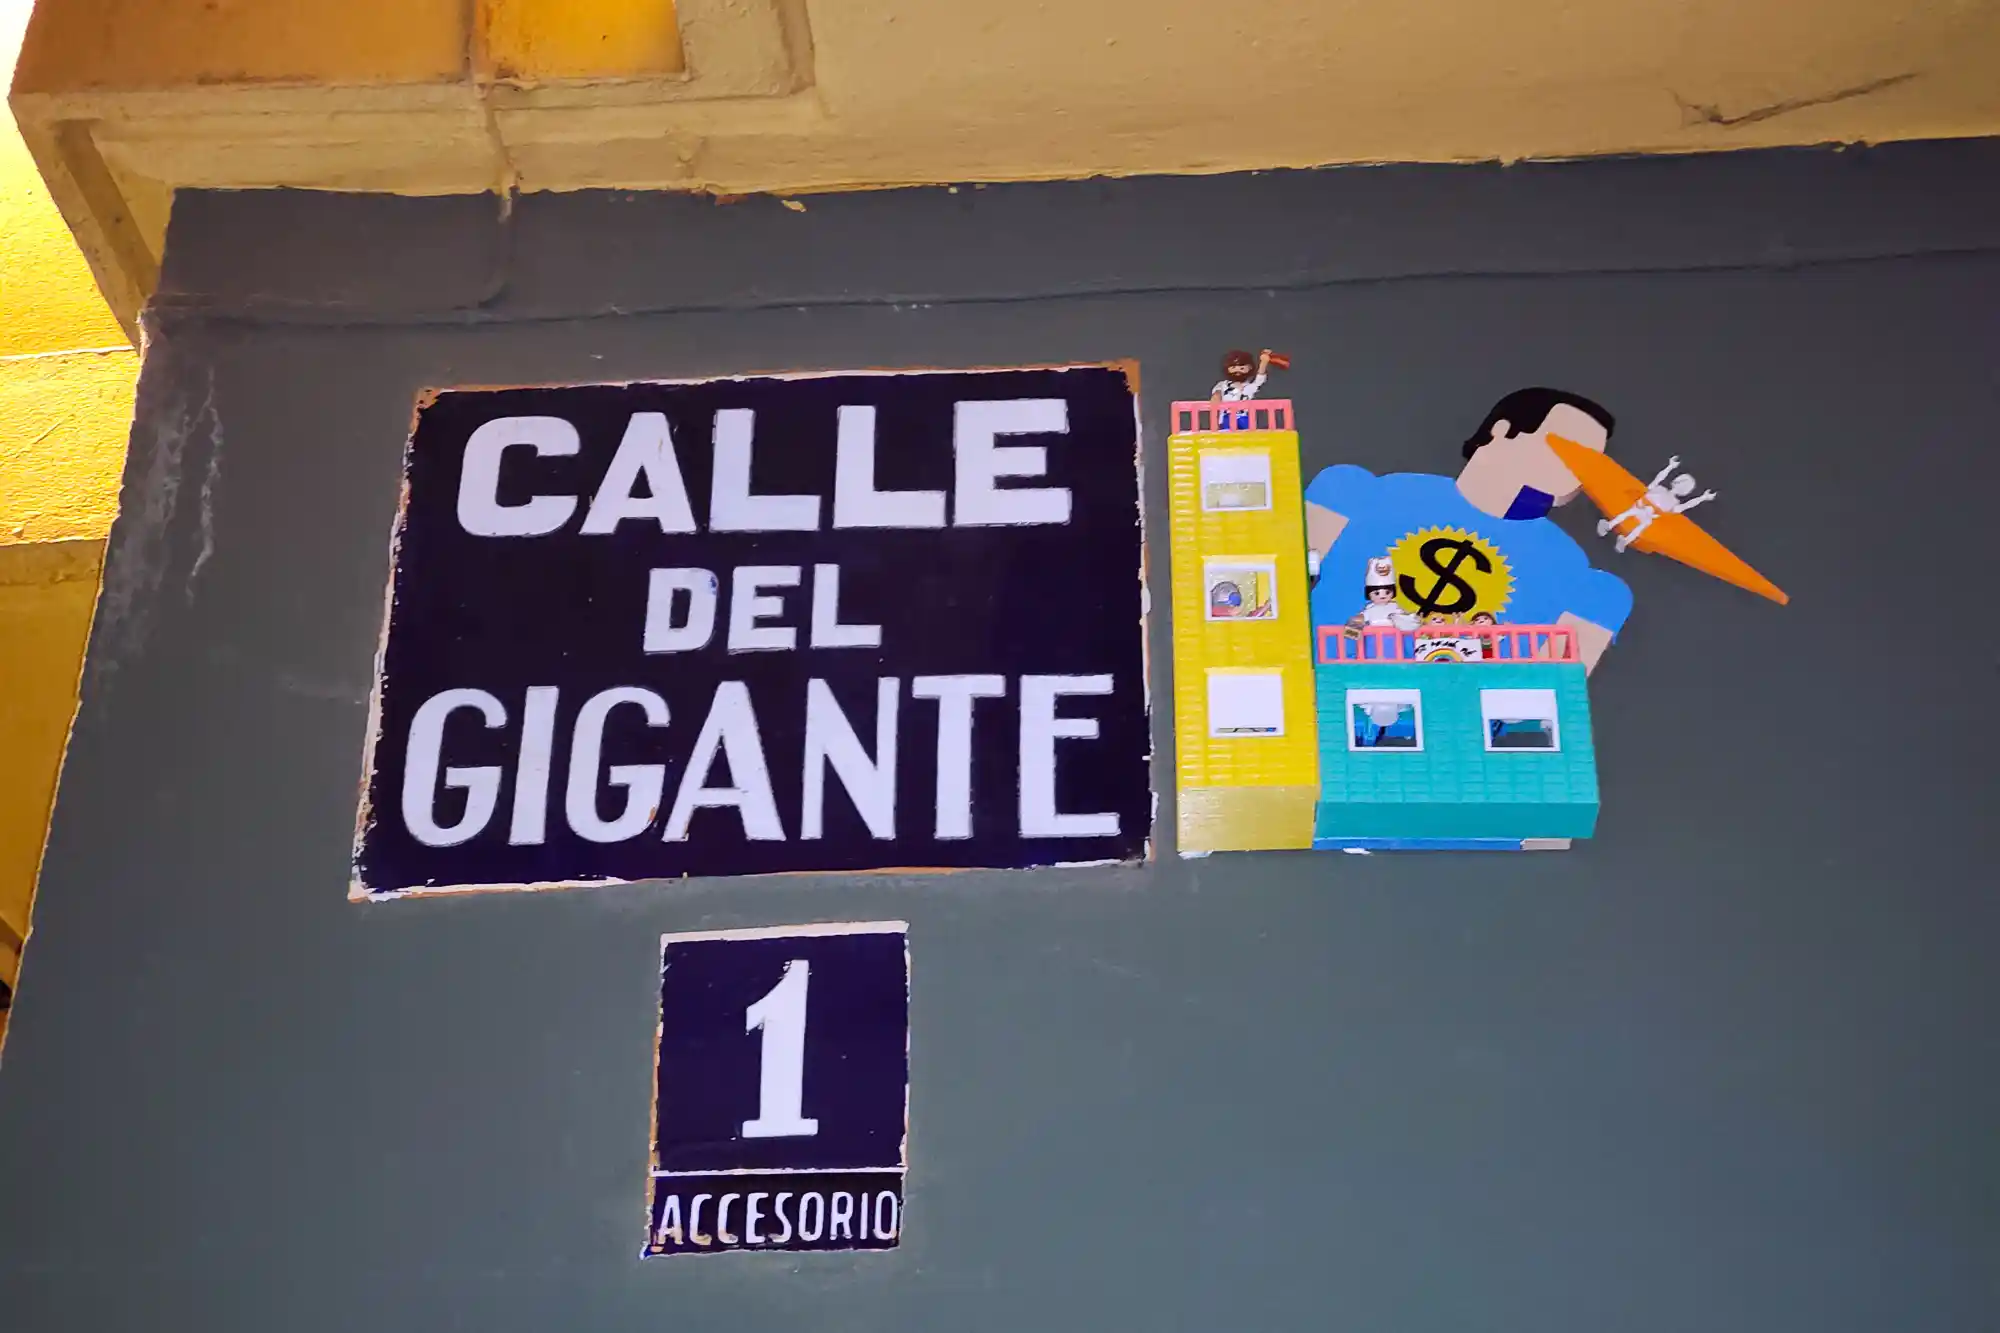 CALLE
DEL
GIGANTE
$
1
ACCESORIO